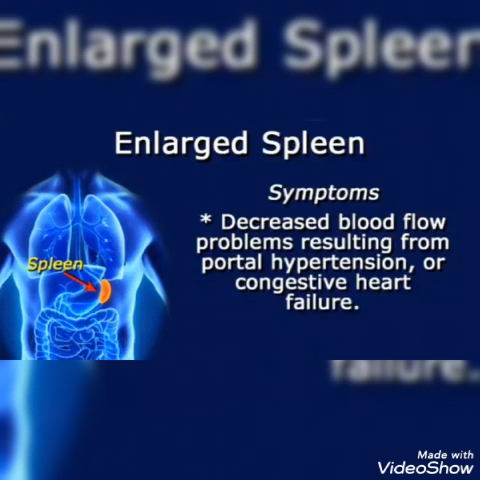 Enlarged Spleen
Enlarged Spleen
Symptoms
* Decreased blood flow
problems resulting from
portal hypertension, or
congestive heart
failure.
Spleen
failure.
Made with
VideoShow